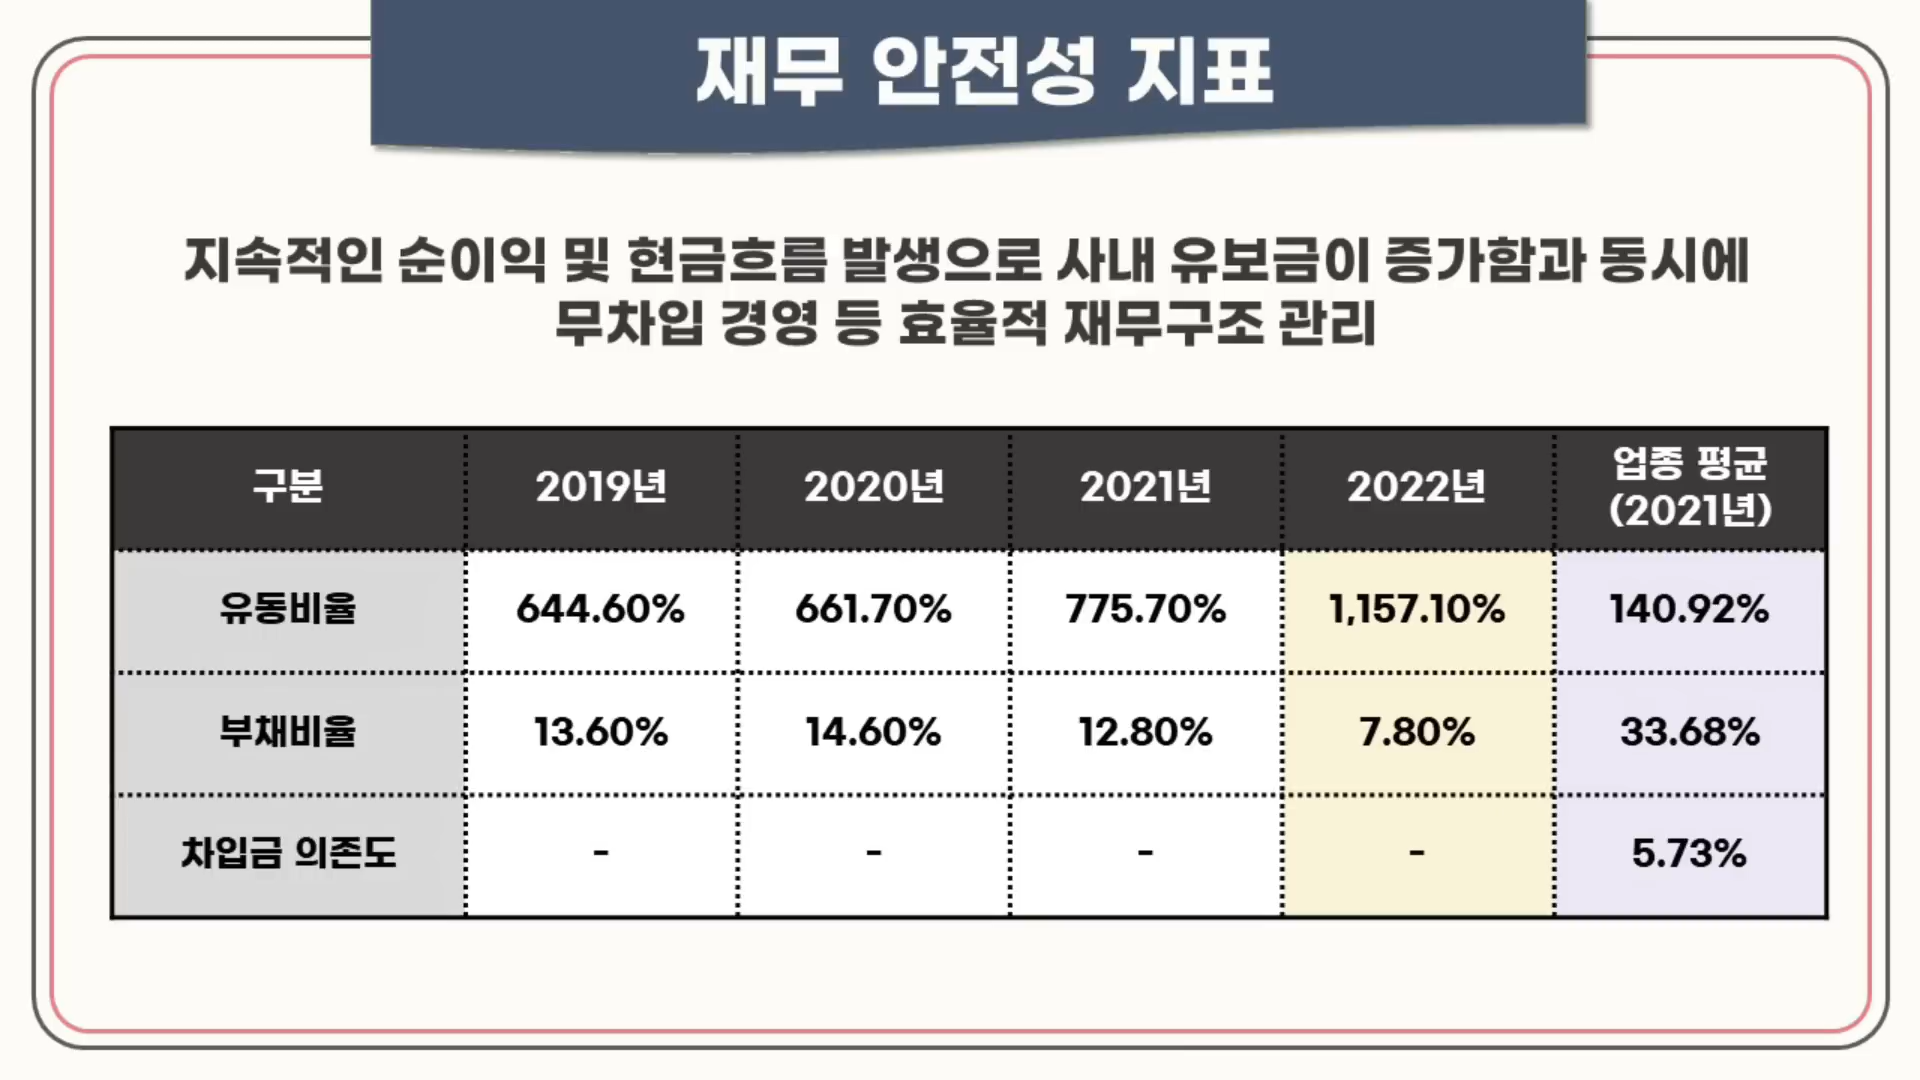 재무 안전성 지표
지속적인 순이익 및 현금흐름 발생으로 사내 유보금이 증가함과 동시에
무차입 경영 등 효율적 재무구조 관리
구분 2019년 2020년 2021년 2022년 업종 평균
(2021년)
유동비율 644.60% 661.70% 775.70% 1,157.10% 140.92%
부채비율 13.60% 14.60% 12.80% 7.80% 33.68%
차입금 의존도 - - - - 5.73%